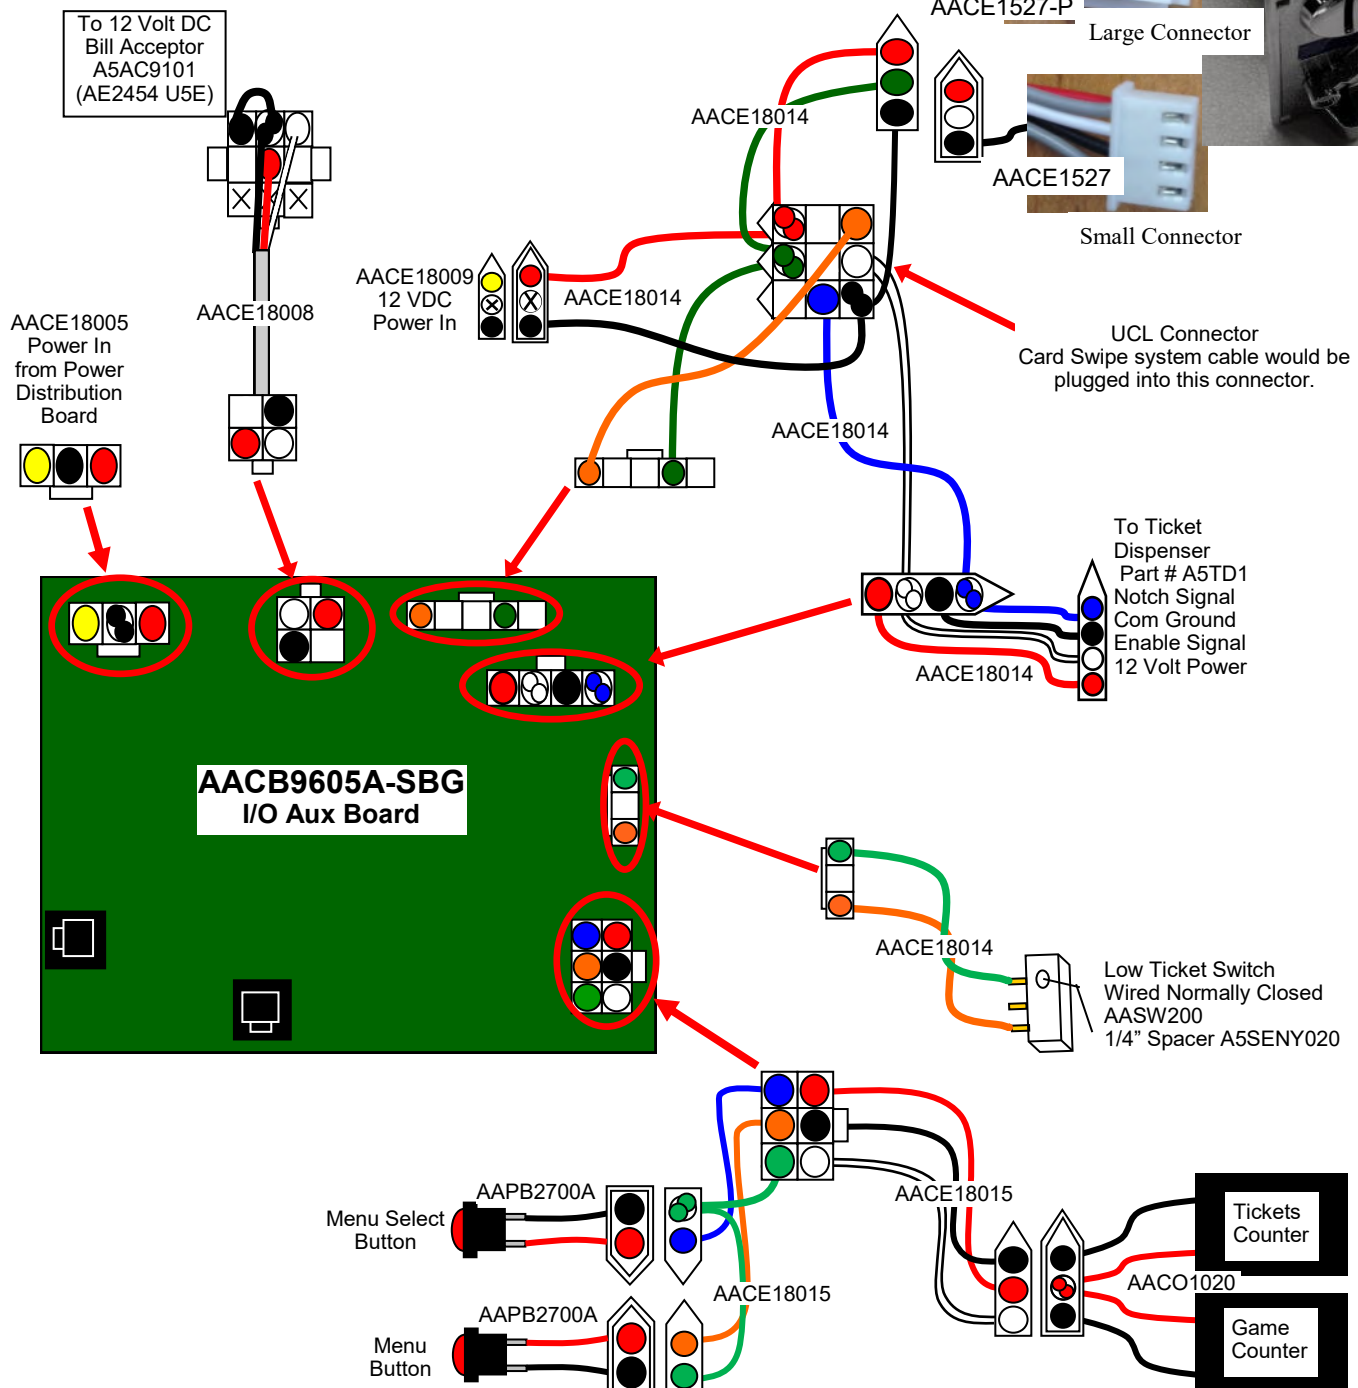 To 12 Volt DC
Bill Acceptor
A5AC9101
(AE2454 U5E)
AACE1527-P
Large Connector
AACE18014
AACE1527
Small Connector
AACE18009
12 VDC
Power In
AACE18014
AACE18008
AACE18005
Power In
from Power
Distribution
Board
UCL Connector
Card Swipe system cable would be
plugged into this connector.
AACE18014
To Ticket
Dispenser
Part # A5TD1
Notch Signal
Com Ground
Enable Signal
12 Volt Power
AACE18014
AACB9605A-SBG
I/O Aux Board
AACE18014
Low Ticket Switch
Wired Normally Closed
AASW200
1/4” Spacer A5SENY020
AAPB2700A
Menu Select
Button
AACE18015
Tickets
Counter
AACO1020
AACE18015
AAPB2700A
Menu
Button
Game
Counter